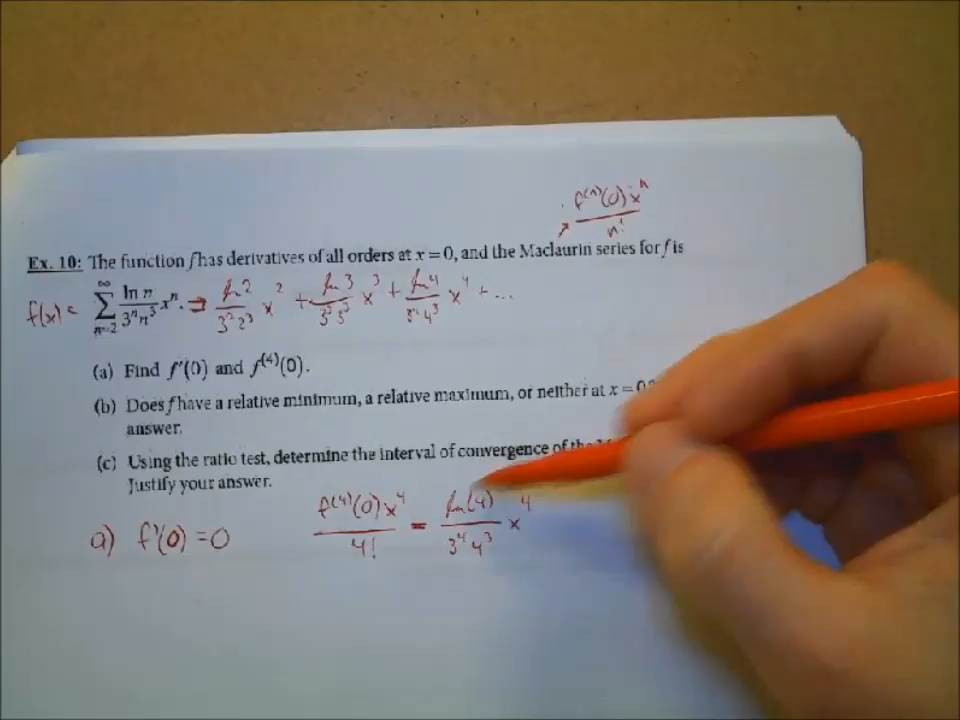 f⁽ⁿ⁾(0)xⁿ / n!
Ex. 10: The function f has derivatives of all orders at x = 0, and the Maclaurin series for f is
f(x) = ∑_{n=2}^{∞} (ln n)/(3ⁿn³) xⁿ. ⇒ (ln 2)/(3²2³) x² + (ln 3)/(3³3³) x³ + (ln 4)/(3⁴4³) x⁴ + ...
(a) Find f′(0) and f⁽⁴⁾(0).
(b) Does f have a relative minimum, a relative maximum, or neither at x = 0?
answer.
(c) Using the ratio test, determine the interval of convergence of the
Justify your answer.
a) f′(0) = 0 f⁽⁴⁾(0)x⁴ / 4! = ln(4) / (3⁴4³) x⁴